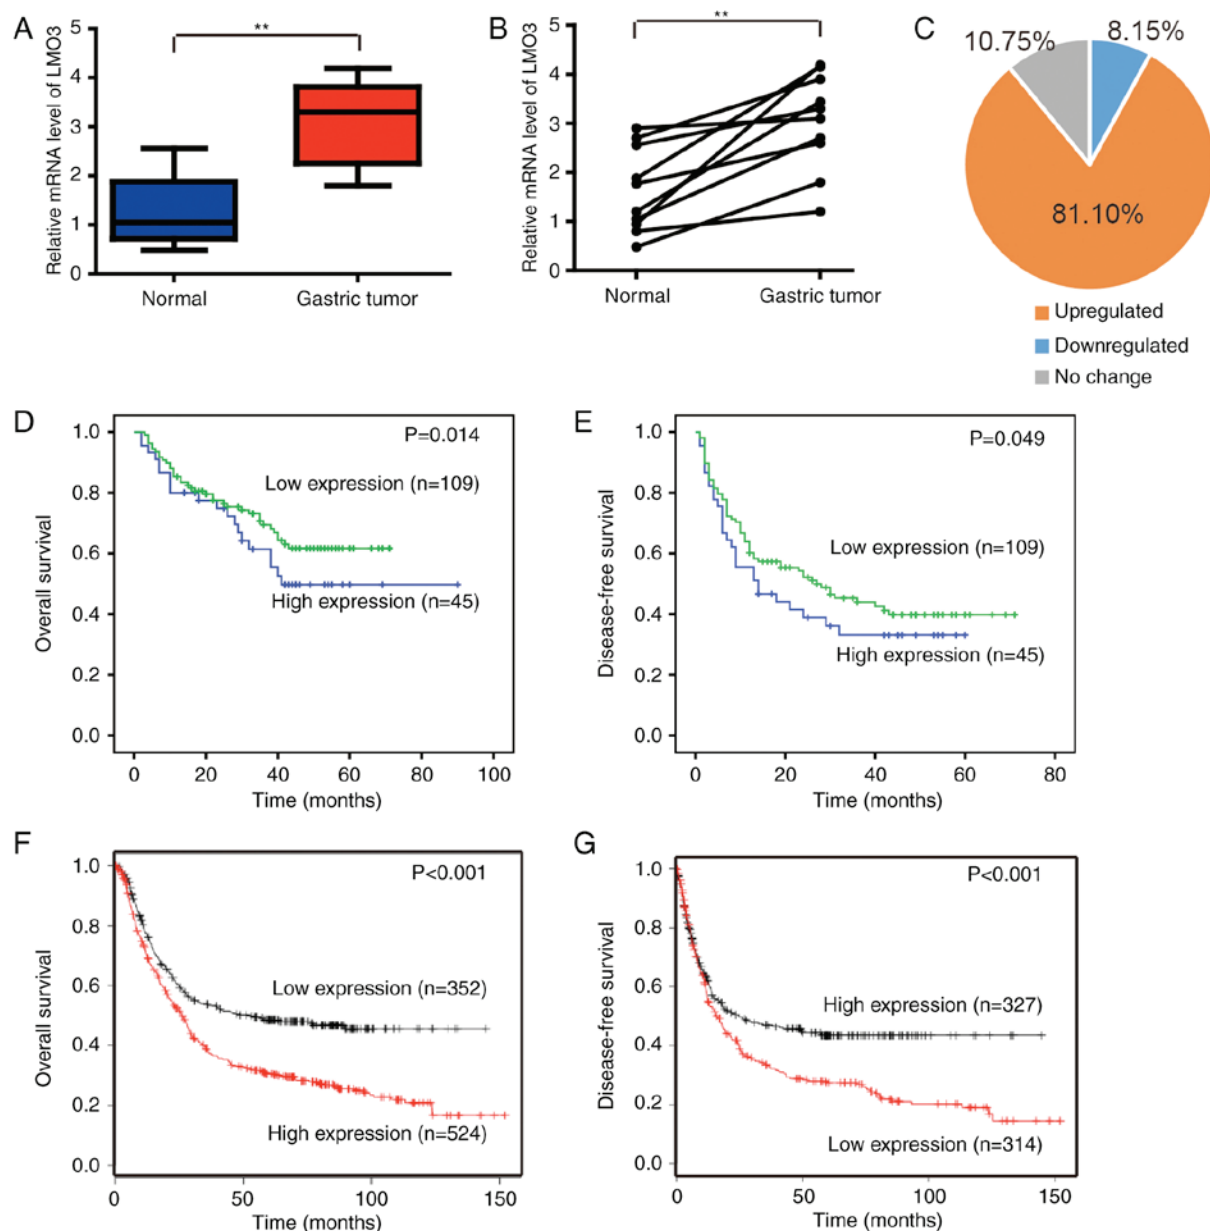 A
Relative mRNA level of LMO3
5
4
3
2
1
0
**
Normal
Gastric tumor
B
Relative mRNA level of LMO3
5
4
3
2
1
0
**
Normal
Gastric tumor
C
10.75%
8.15%
81.10%
Upregulated
Downregulated
No change
D
Overall survival
1.0
0.8
0.6
0.4
0.2
0.0
P=0.014
Low expression (n=109)
High expression (n=45)
0 20 40 60 80 100
Time (months)
E
Disease-free survival
1.0
0.8
0.6
0.4
0.2
0.0
P=0.049
Low expression (n=109)
High expression (n=45)
0 20 40 60 80
Time (months)
F
Overall survival
1.0
0.8
0.6
0.4
0.2
0.0
P<0.001
Low expression (n=352)
High expression (n=524)
0 50 100 150
Time (months)
G
Disease-free survival
1.0
0.8
0.6
0.4
0.2
0.0
P<0.001
High expression (n=327)
Low expression (n=314)
0 50 100 150
Time (months)